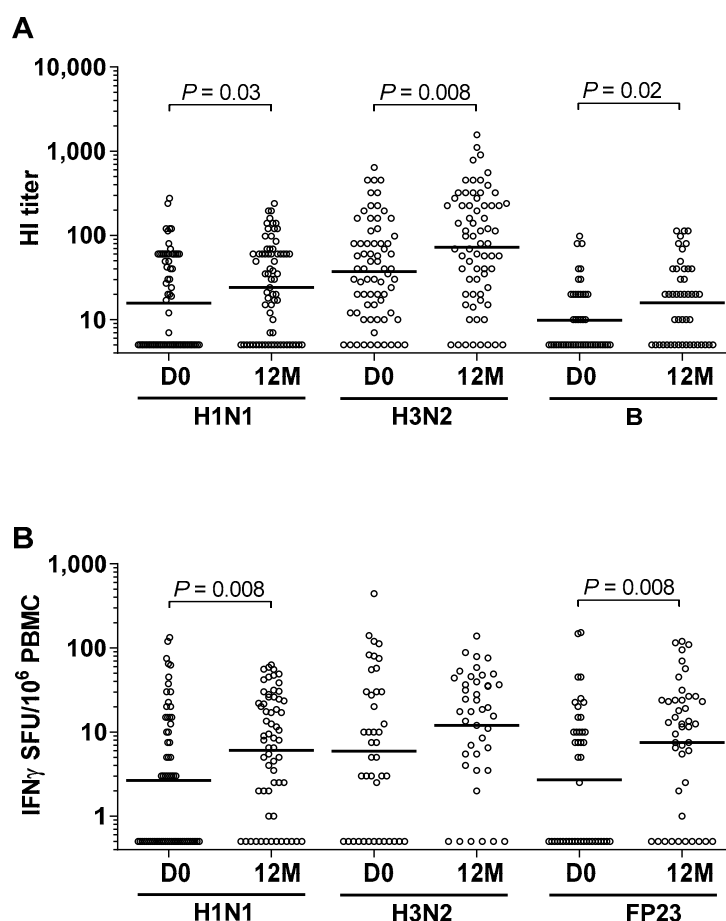 A
HI titer
10,000
1,000
100
10
P = 0.03
P = 0.008
P = 0.02
D0 12M D0 12M D0 12M
H1N1 H3N2 B
B
IFNγ SFU/10⁶ PBMC
1,000
100
10
1
P = 0.008
P = 0.008
D0 12M D0 12M D0 12M
H1N1 H3N2 FP23